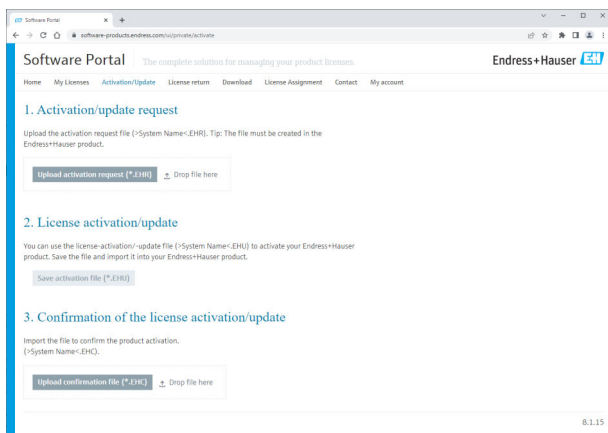 Software Portal
software-products.endress.com/ui/private/activate
Software Portal
The complete solution for managing your product licenses.
Endress+Hauser EH
Home My Licenses Activation/Update License return Download License Assignment Contact My account
1. Activation/update request
Upload the activation request file (>System Name<.EHR). Tip: The file must be created in the
Endress+Hauser product.
Upload activation request (*.EHR) Drop file here
2. License activation/update
You can use the license-activation/-update file (>System Name<.EHU) to activate your Endress+Hauser
product. Save the file and import it into your Endress+Hauser product.
Save activation file (*.EHU)
3. Confirmation of the license activation/update
Import the file to confirm the product activation.
(>System Name<.EHC).
Upload confirmation file (*.EHC) Drop file here
8.1.15